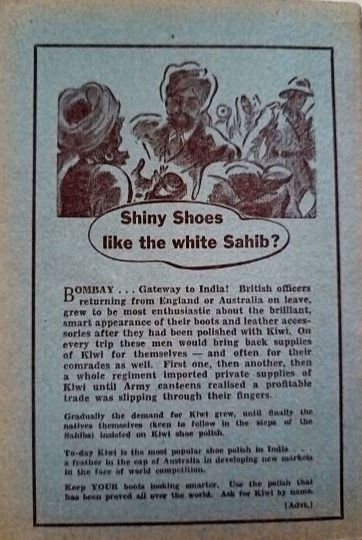 Shiny Shoes
like the white Sahib?
BOMBAY . . . Gateway to India! British officers
returning from England or Australia on leave,
grew to be most enthusiastic about the brilliant,
smart appearance of their boots and leather acces-
sories after they had been polished with Kiwi. On
every trip these men would bring back supplies
of Kiwi for themselves — and often for their
comrades as well. First one, then another, then
a whole regiment imported private supplies of
Kiwi until Army canteens realised a profitable
trade was slipping through their fingers.
Gradually the demand for Kiwi grew, until finally the
natives themselves (keen to follow in the steps of the
Sahibs) insisted on Kiwi shoe polish.
To-day Kiwi is the most popular shoe polish in India . . .
a feather in the cap of Australia in developing new markets
in the face of world competition.
Keep YOUR boots looking smarter. Use the polish that
has been proved all over the world. Ask for Kiwi by name.
(Advt.)